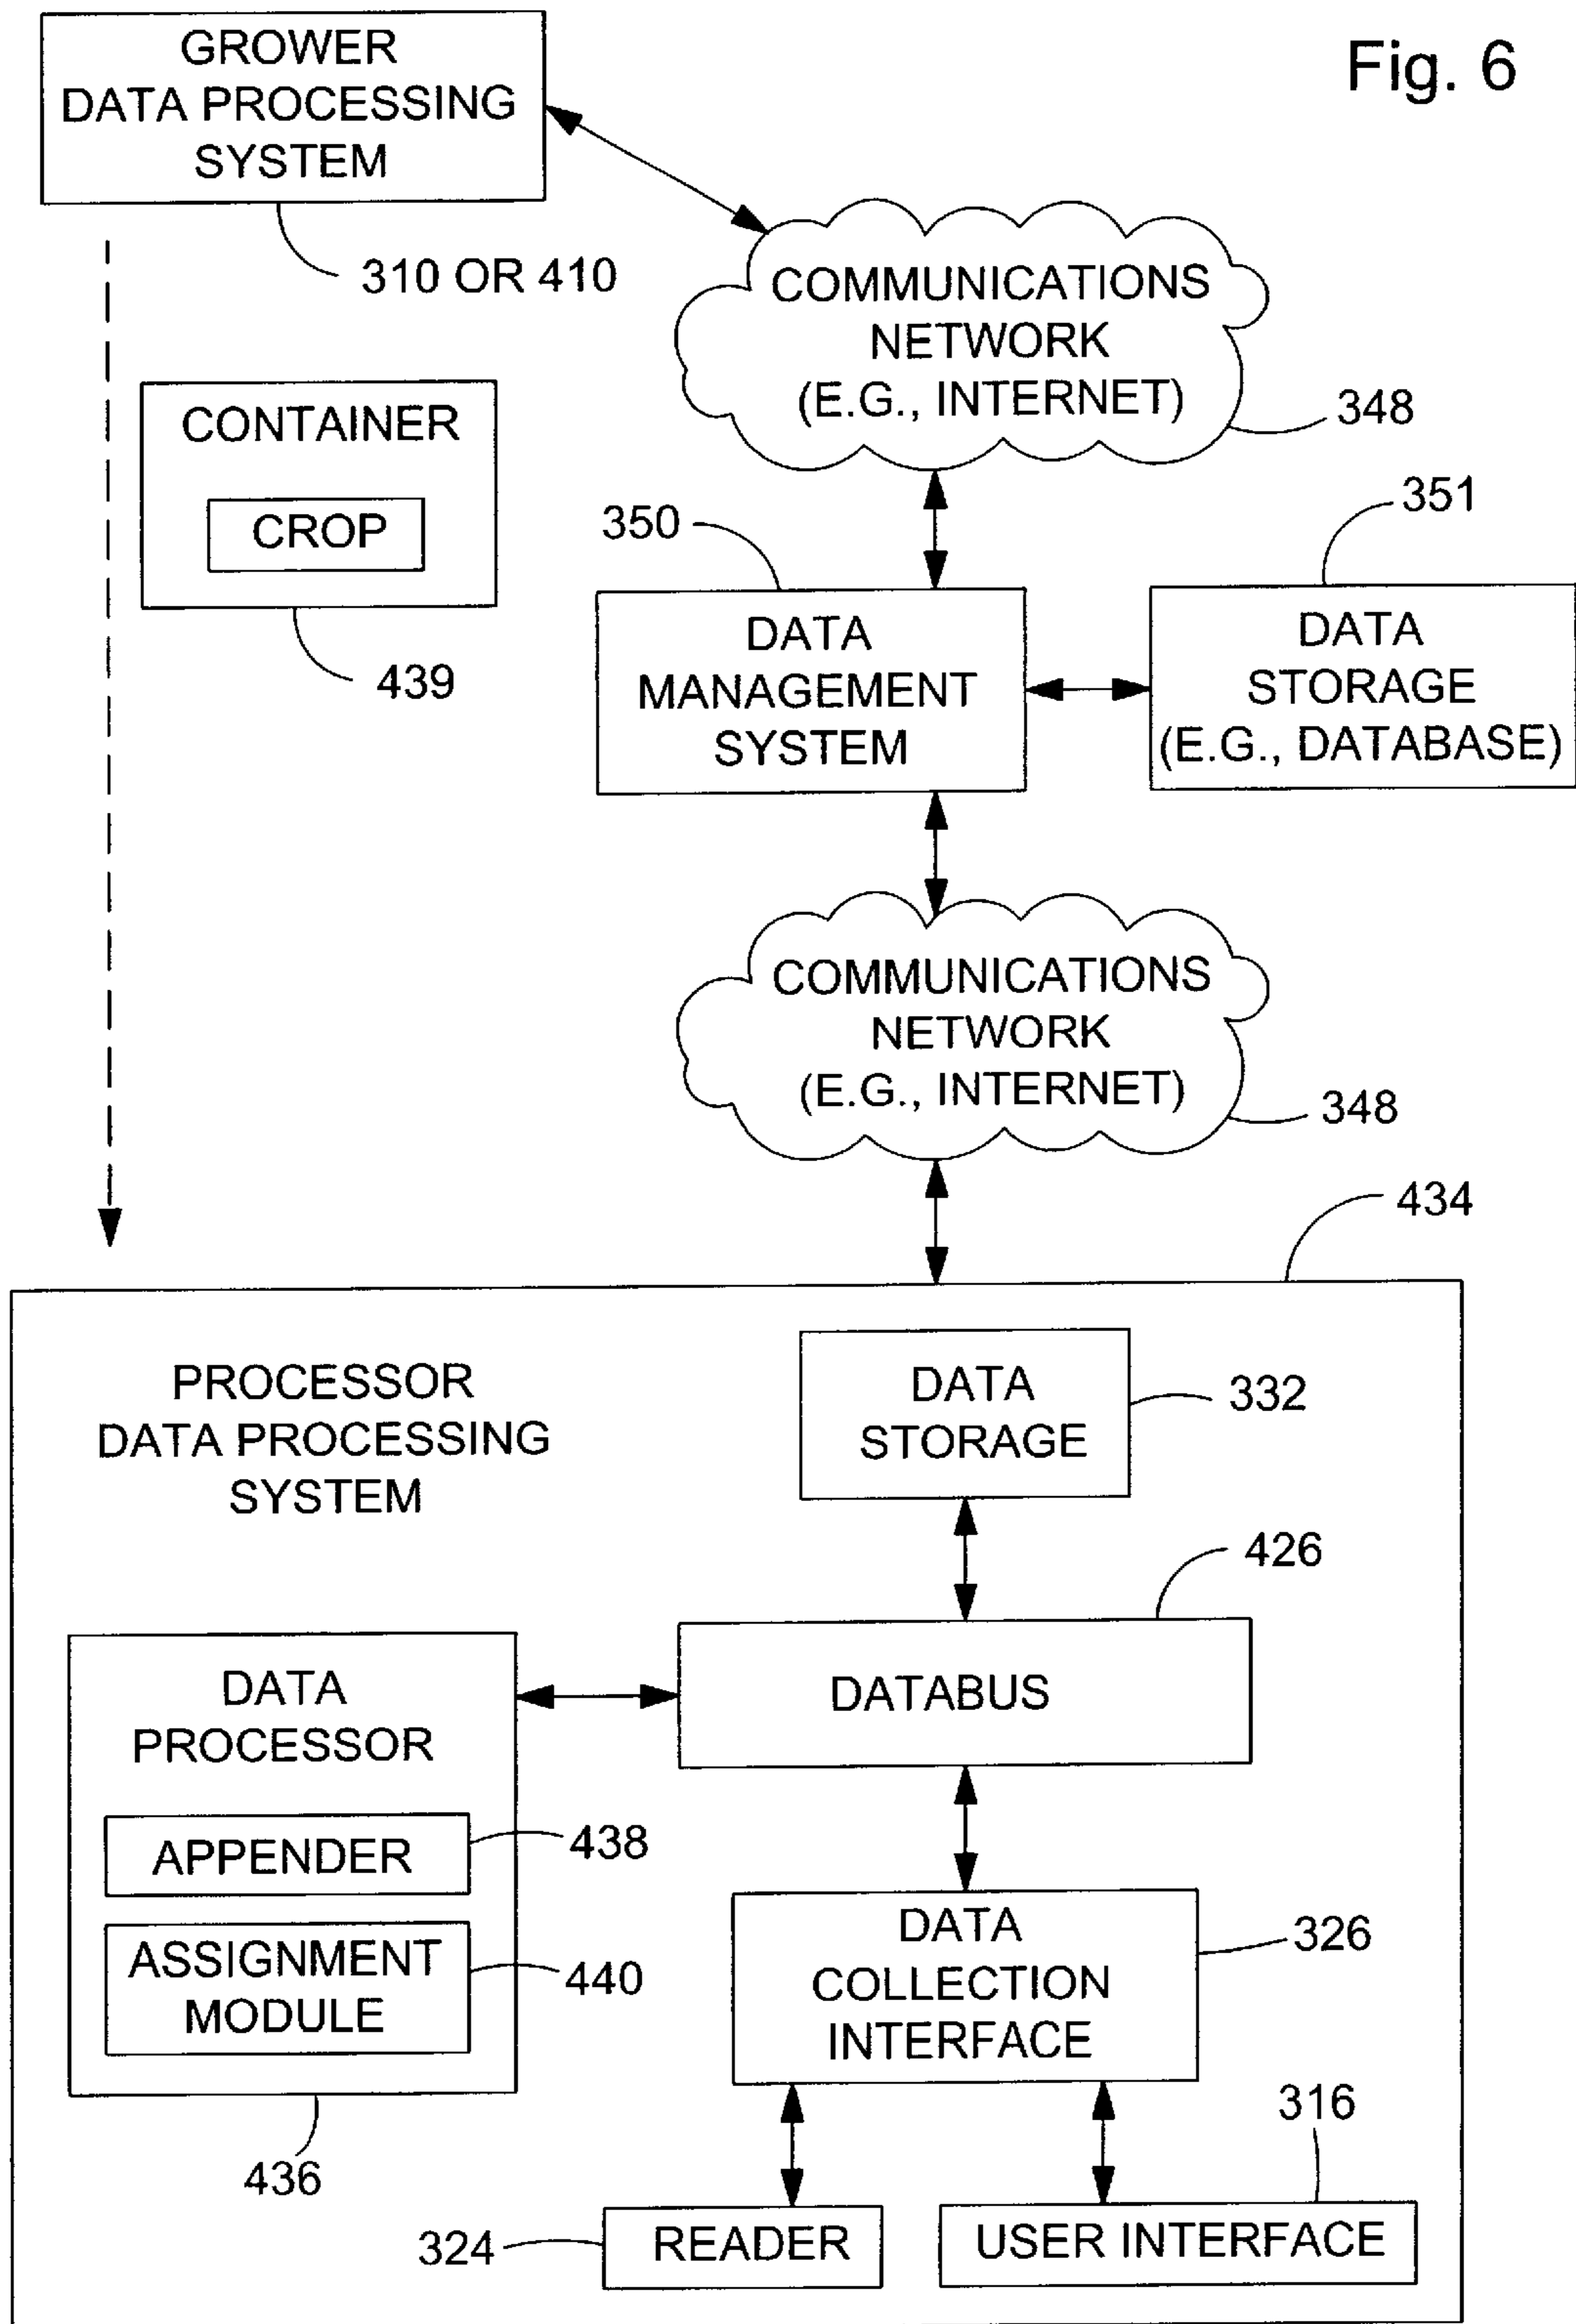 Fig. 6
GROWER
DATA PROCESSING
SYSTEM
310 OR 410
COMMUNICATIONS
NETWORK
(E.G., INTERNET)
348
CONTAINER
CROP
439
350
351
DATA
MANAGEMENT
SYSTEM
DATA
STORAGE
(E.G., DATABASE)
COMMUNICATIONS
NETWORK
(E.G., INTERNET)
348
434
PROCESSOR
DATA PROCESSING
SYSTEM
DATA
STORAGE
332
426
DATABUS
DATA
PROCESSOR
APPENDER
438
ASSIGNMENT
MODULE
440
436
DATA
COLLECTION
INTERFACE
326
316
324
READER
USER INTERFACE